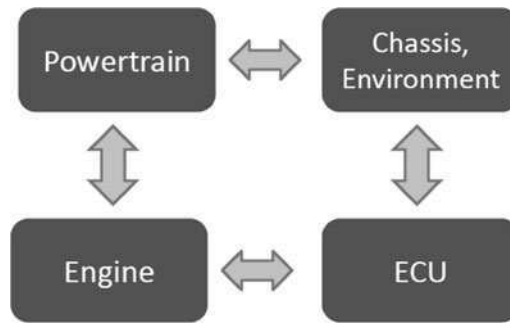 Powertrain
Chassis,
Environment
Engine
ECU